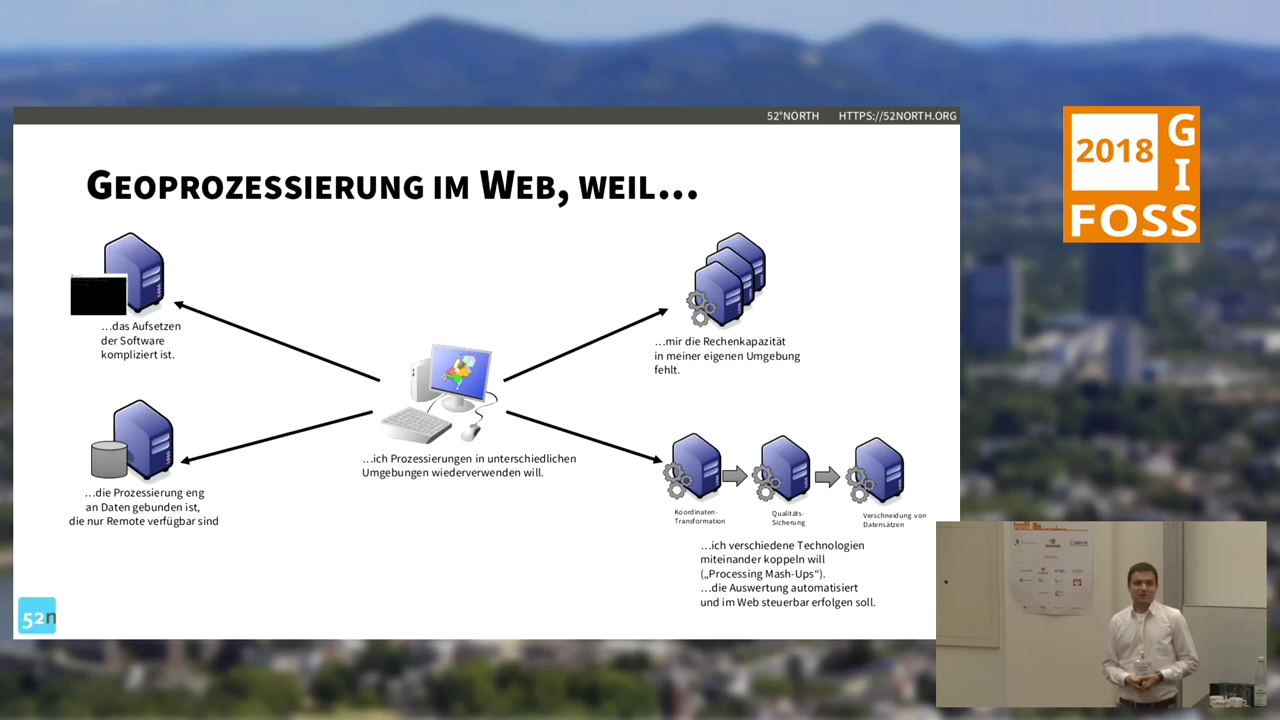 52°NORTH HTTPS://52NORTH.ORG
GEOPROZESSIERUNG IM WEB, WEIL…
…das Aufsetzen
der Software
kompliziert ist.
…mir die Rechenkapazität
in meiner eigenen Umgebung
fehlt.
…ich Prozessierungen in unterschiedlichen
Umgebungen wiederverwenden will.
…die Prozessierung eng
an Daten gebunden ist,
die nur Remote verfügbar sind
Koordinaten-
Transformation
Qualitäts-
Sicherung
Verschneidung von
Datensätzen
…ich verschiedene Technologien
miteinander koppeln will
(„Processing Mash-Ups“).
…die Auswertung automatisiert
und im Web steuerbar erfolgen soll.
52n
2018
G
I
FOSS